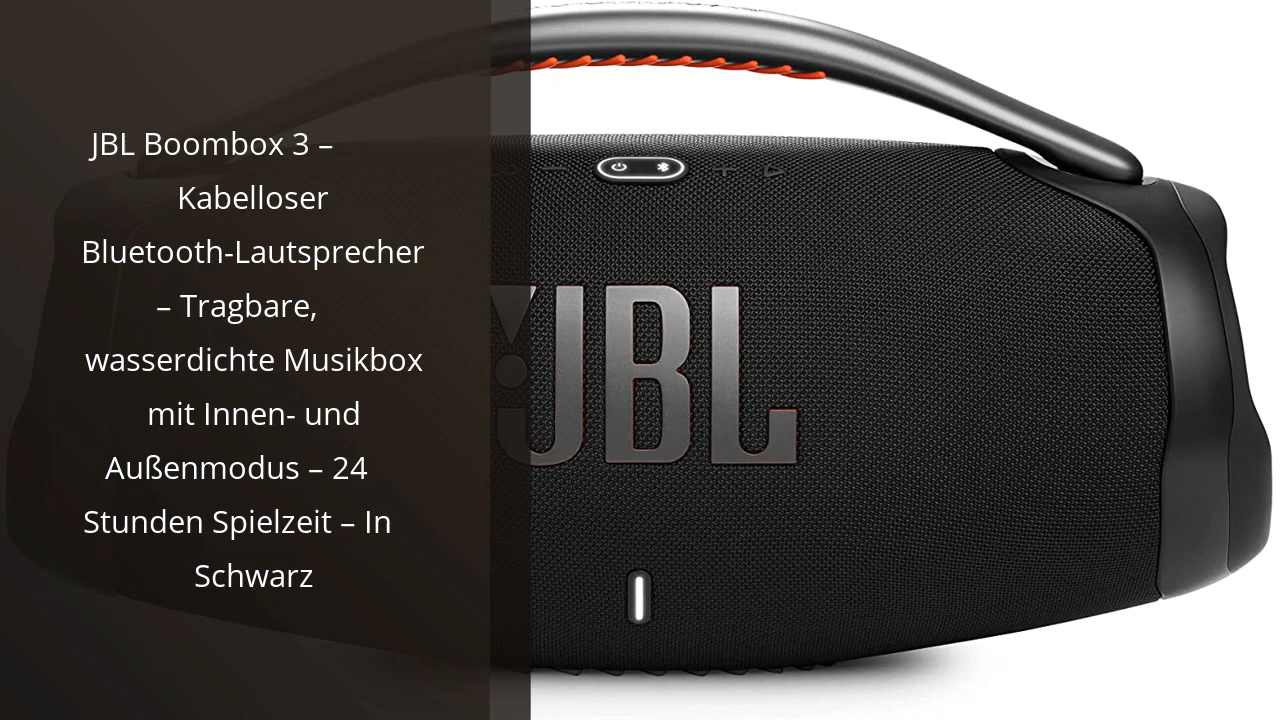 JBL Boombox 3 –
Kabelloser
Bluetooth-Lautsprecher
– Tragbare,
wasserdichte Musikbox
mit Innen- und
Außenmodus – 24
Stunden Spielzeit – In
Schwarz
JBL